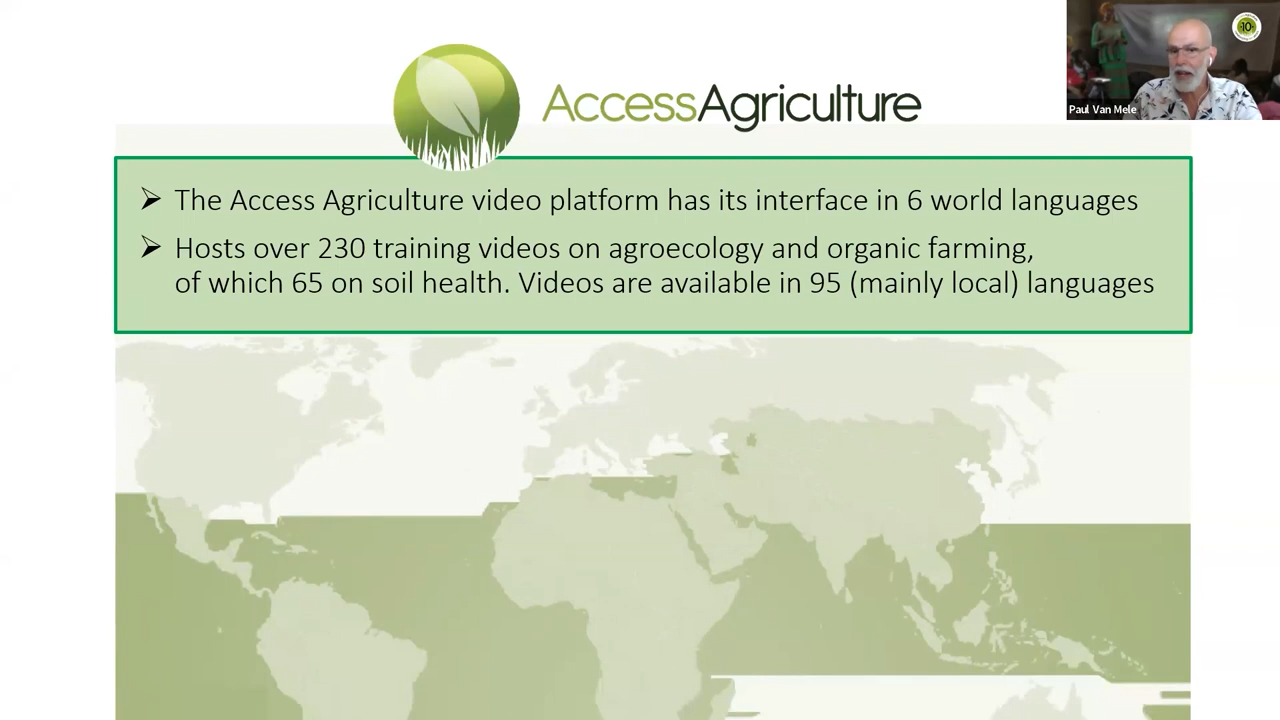 AccessAgriculture
Paul Van Mele
10
➢ The Access Agriculture video platform has its interface in 6 world languages
➢ Hosts over 230 training videos on agroecology and organic farming,
of which 65 on soil health. Videos are available in 95 (mainly local) languages